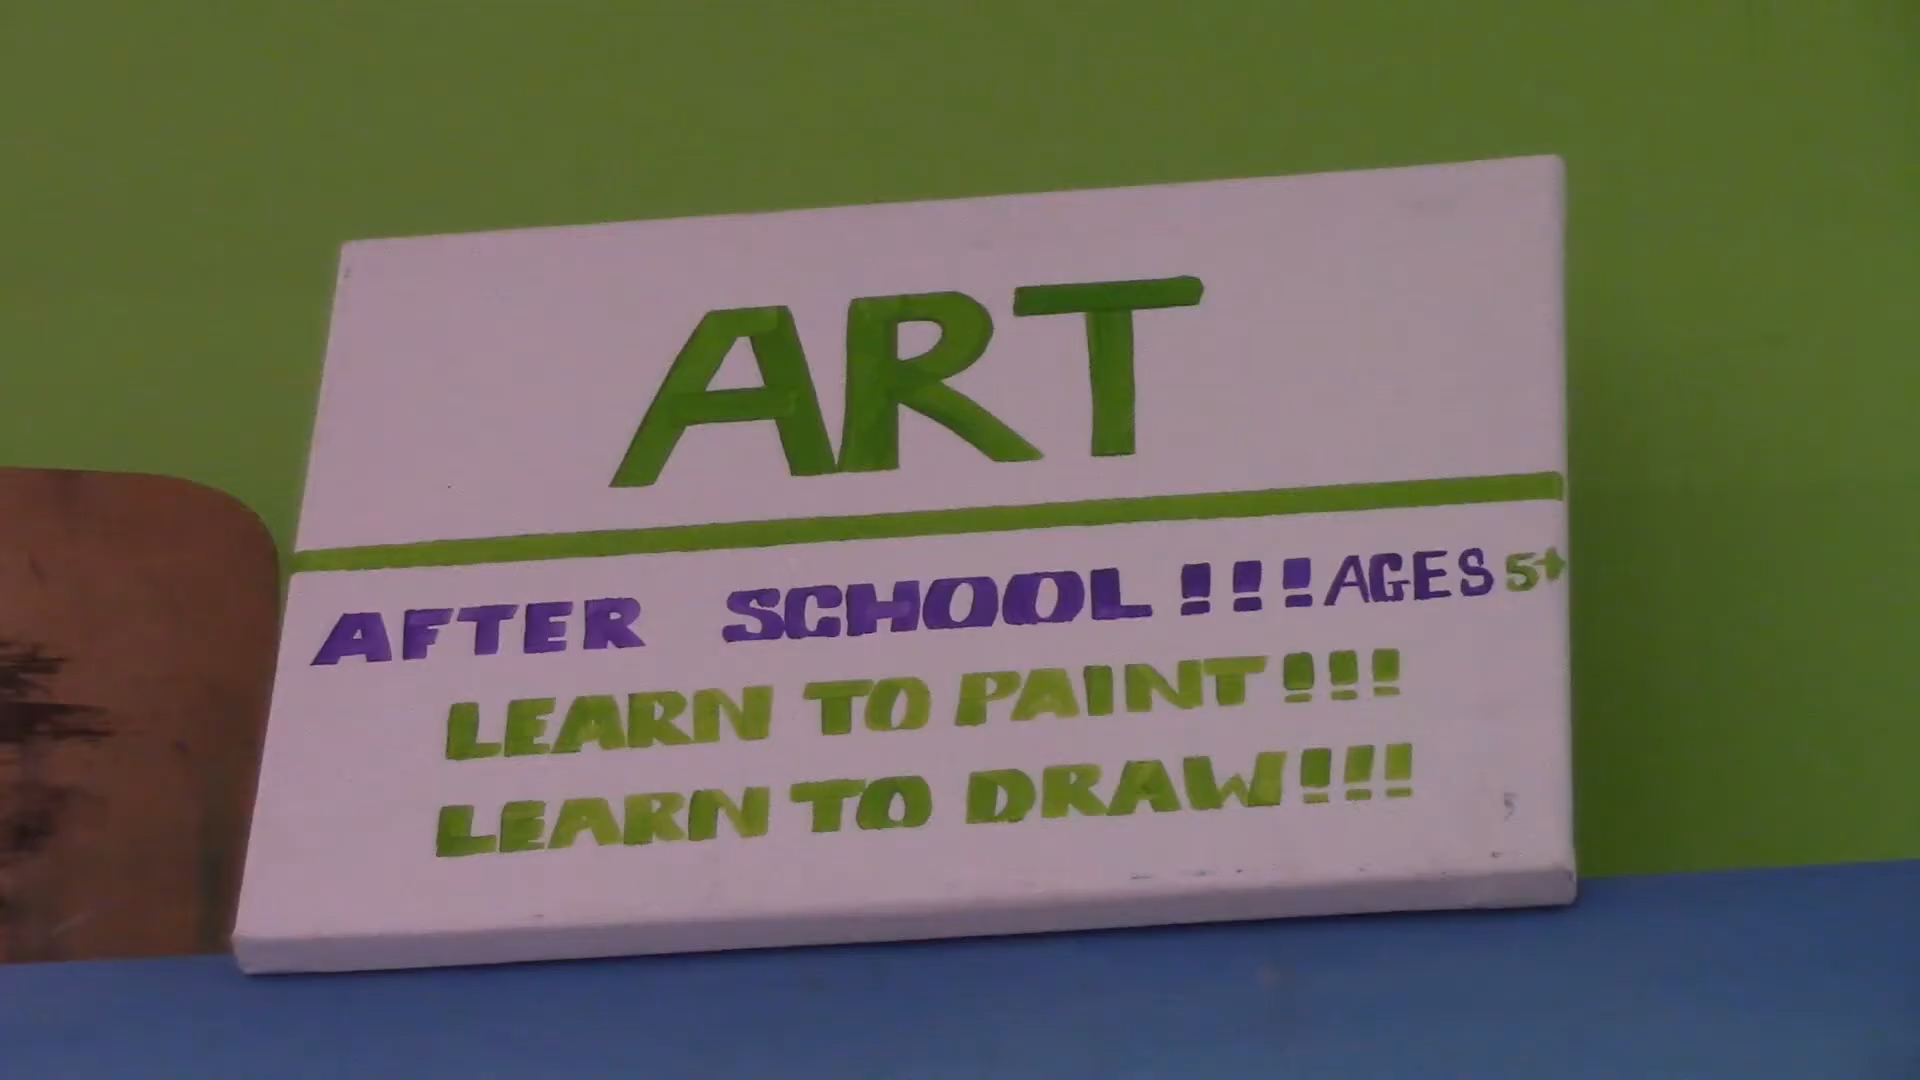 ART
AFTER SCHOOL!!! AGES 5+
LEARN TO PAINT!!!
LEARN TO DRAW!!!